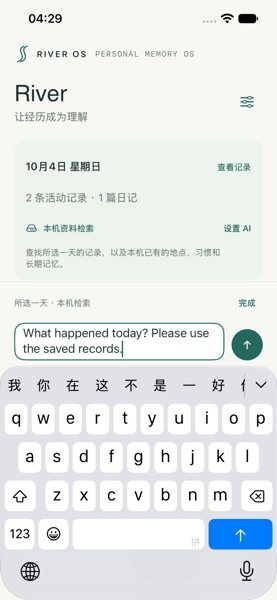 04:29
RIVER OS PERSONAL MEMORY OS
River
让经历成为理解
10月4日 星期日 查看记录
2 条活动记录 · 1 篇日记
本机资料检索 设置 AI
查找所选一天的记录，以及本机已有的地点、习惯和
长期记忆。
所选一天 · 本机检索 完成
What happened today? Please use
the saved records.
我 你 在 这 不 是 一 好
q w e r t y u i o p
a s d f g h j k l
z x c v b n m
123 拼